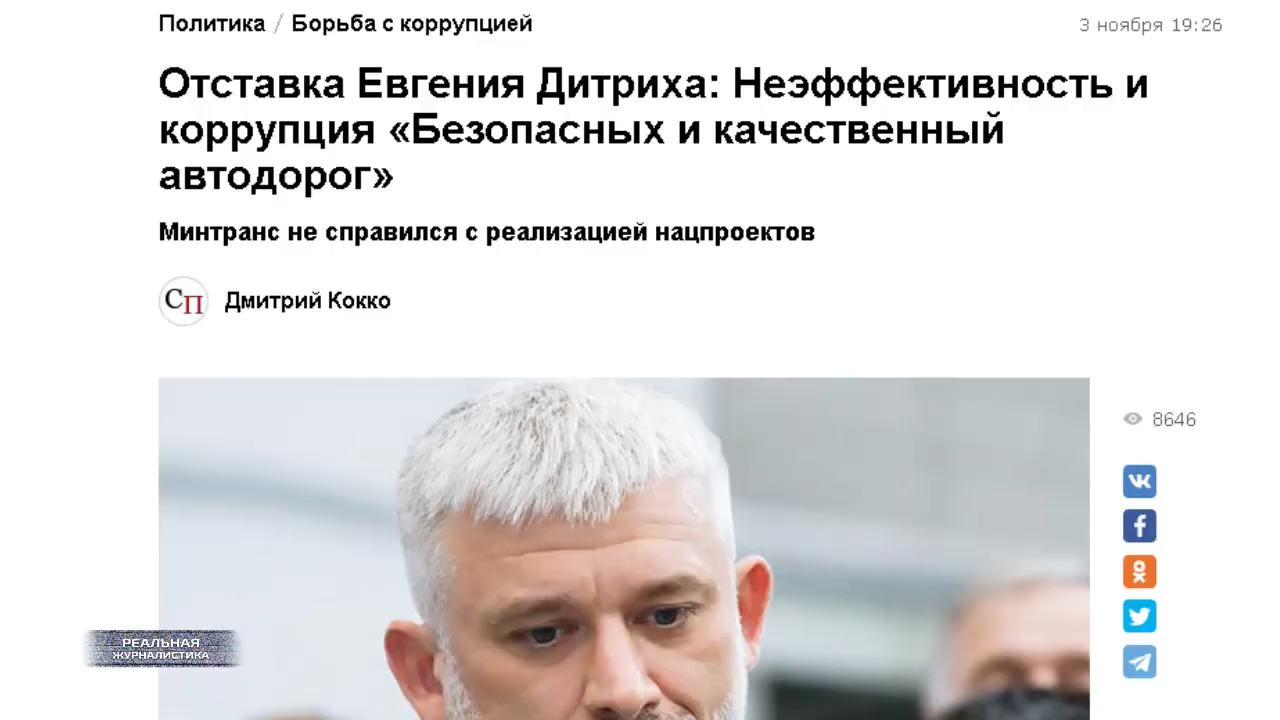 Политика / Борьба с коррупцией
3 ноября 19:26
Отставка Евгения Дитриха: Неэффективность и
коррупция «Безопасных и качественный
автодорог»
Минтранс не справился с реализацией нацпроектов
СП
Дмитрий Кокко
8646
РЕАЛЬНАЯ
ЖУРНАЛИСТИКА